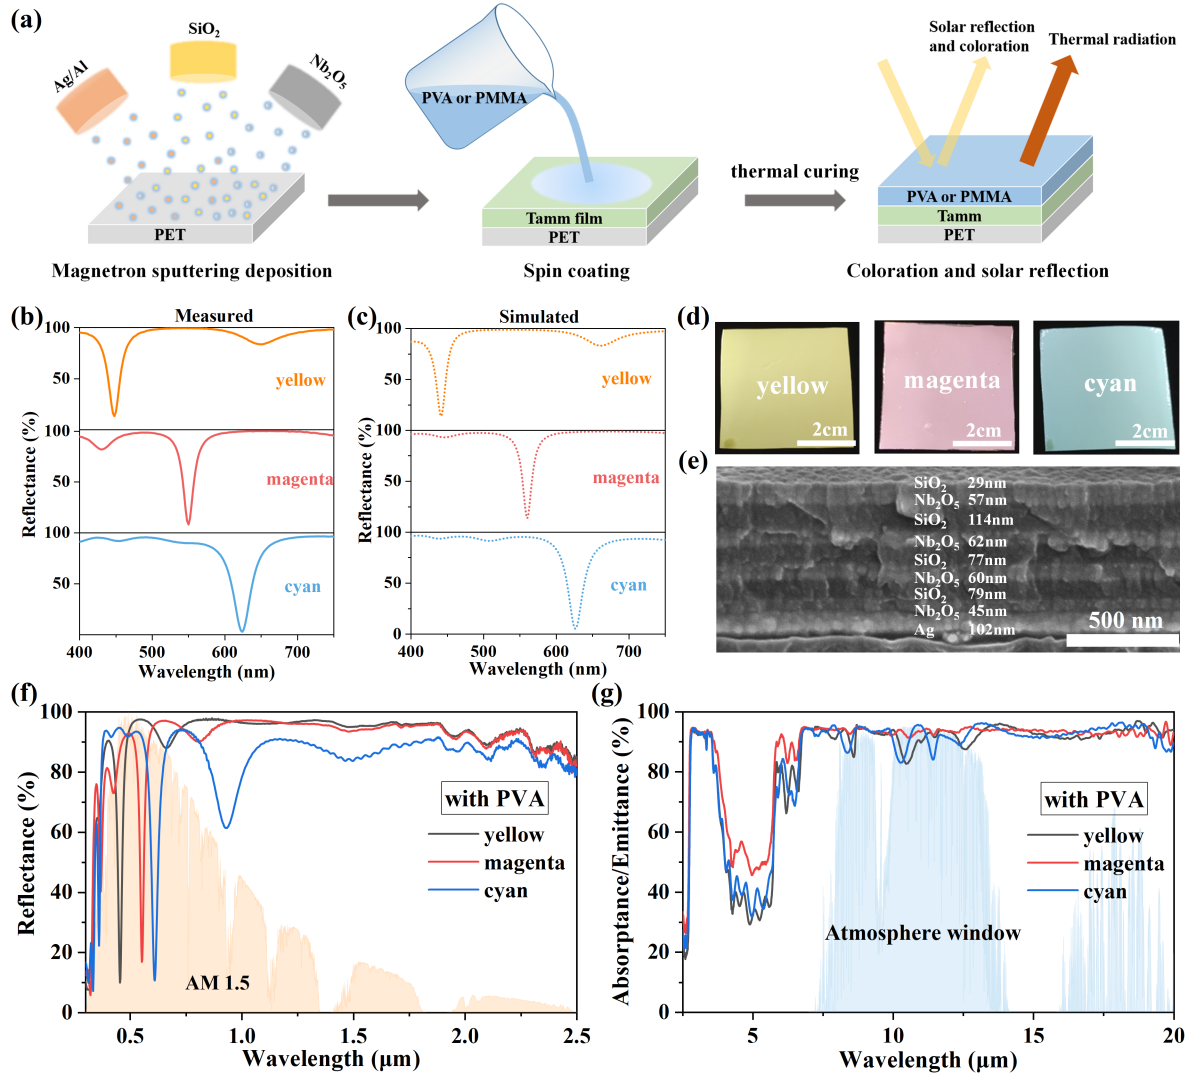 (a)
Ag/Al
SiO2
Nb2O5
PET
Magnetron sputtering deposition
PVA or PMMA
Tamm film
PET
Spin coating
thermal curing
Solar reflection
and coloration
Thermal radiation
PVA or PMMA
Tamm
PET
Coloration and solar reflection
(b)
Measured
Reflectance (%)
100
50
100
50
100
50
yellow
magenta
cyan
400 500 600 700
Wavelength (nm)
(c)
Simulated
Reflectance (%)
100
50
100
50
100
50
0
yellow
magenta
cyan
400 500 600 700
Wavelength (nm)
(d)
yellow
2cm
magenta
2cm
cyan
2cm
(e)
SiO2 29nm
Nb2O5 57nm
SiO2 114nm
Nb2O5 62nm
SiO2 77nm
Nb2O5 60nm
SiO2 79nm
Nb2O5 45nm
Ag 102nm
500 nm
(f)
Reflectance (%)
100
80
60
40
20
0
with PVA
yellow
magenta
cyan
AM 1.5
0.5 1.0 1.5 2.0 2.5
Wavelength (μm)
(g)
Absorptance/Emittance (%)
100
80
60
40
20
0
with PVA
yellow
magenta
cyan
Atmosphere window
5 10 15 20
Wavelength (μm)